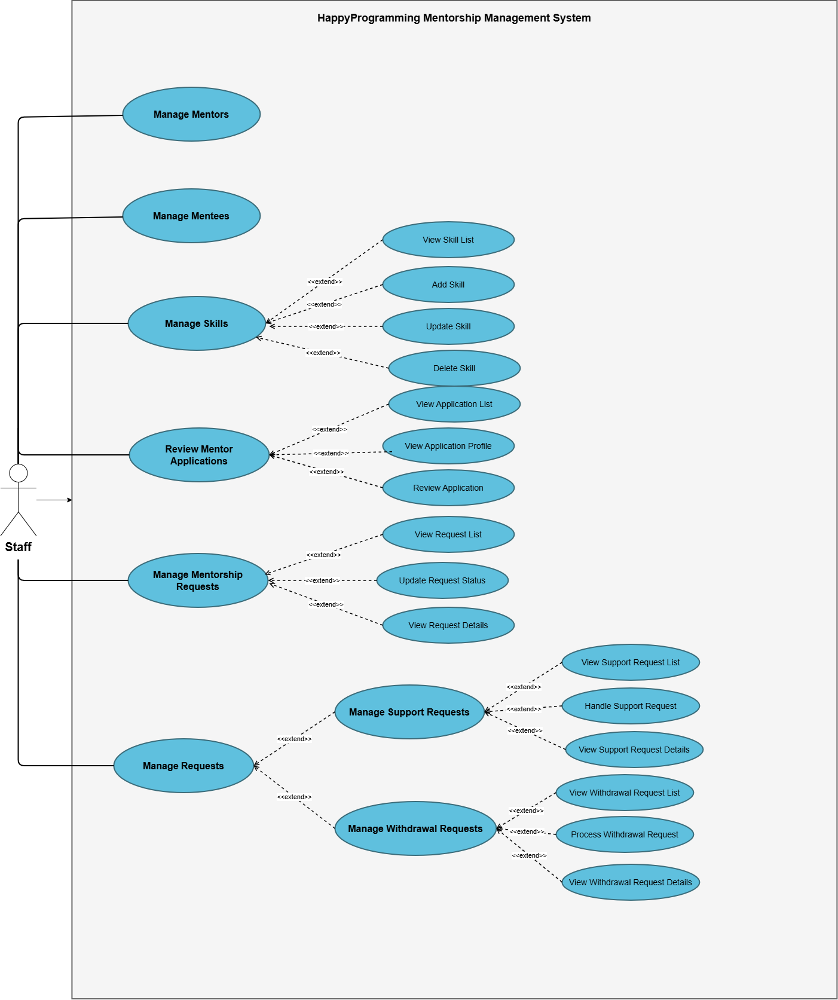 HappyProgramming Mentorship Management System
Manage Mentors
Manage Mentees
View Skill List
<<extend>>
Add Skill
<<extend>>
Manage Skills
Update Skill
<<extend>>
<<extend>>
Delete Skill
View Application List
<<extend>>
Review Mentor
Applications
View Application Profile
<<extend>>
<<extend>>
Review Application
Staff
View Request List
<<extend>>
Manage Mentorship
Requests
<<extend>>
Update Request Status
<<extend>>
View Request Details
View Support Request List
<<extend>>
Manage Support Requests
<<extend>>
Handle Support Request
<<extend>>
<<extend>>
View Support Request Details
Manage Requests
<<extend>>
View Withdrawal Request List
<<extend>>
Manage Withdrawal Requests
<<extend>>
Process Withdrawal Request
<<extend>>
View Withdrawal Request Details